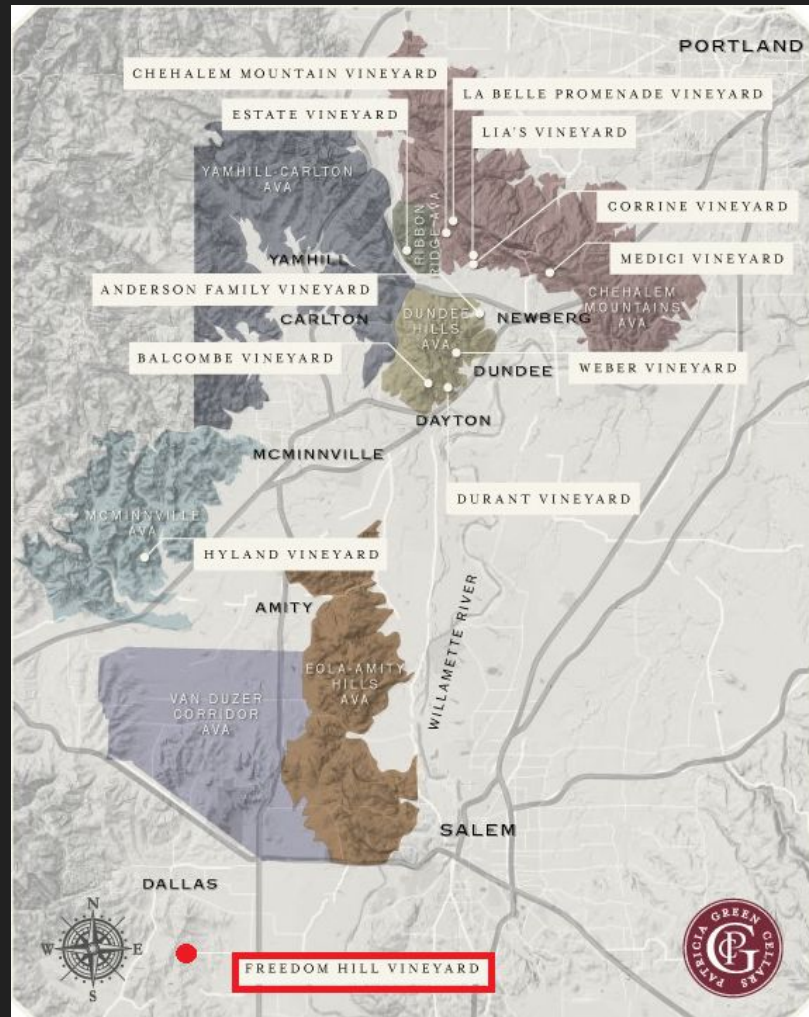 PORTLAND
CHEHALEM MOUNTAIN VINEYARD
LA BELLE PROMENADE VINEYARD
ESTATE VINEYARD
LIA'S VINEYARD
YAMHILL-CARLTON
AVA
RIBBON
RIDGE AVA
CORRINE VINEYARD
YAMHILL
MEDICI VINEYARD
ANDERSON FAMILY VINEYARD
CHEHALEM
MOUNTAINS
AVA
CARLTON
DUNDEE
HILLS
AVA
NEWBERG
BALCOMBE VINEYARD
DUNDEE
WEBER VINEYARD
DAYTON
MCMINNVILLE
DURANT VINEYARD
MCMINNVILLE
AVA
HYLAND VINEYARD
AMITY
WILLAMETTE RIVER
EOLA-AMITY
HILLS
AVA
VAN DUZER
CORRIDOR
AVA
SALEM
DALLAS
N
W
E
S
FREEDOM HILL VINEYARD
PATRICIA GREEN CELLARS
PG